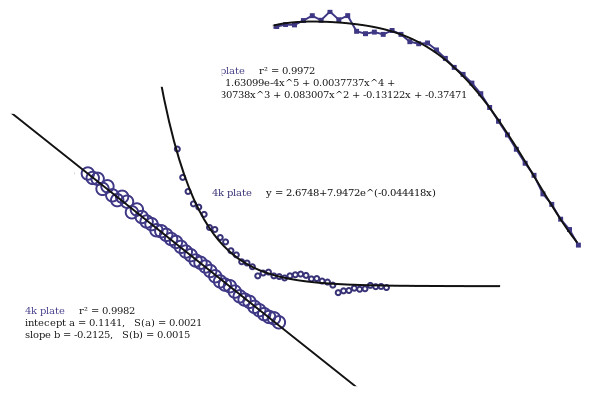 plate r² = 0.9972
1.63099e-4x^5 + 0.0037737x^4 +
30738x^3 + 0.083007x^2 - 0.13122x - 0.37471
4k plate y = 2.6748+7.9472e^(-0.044418x)
4k plate r² = 0.9982
intecept a = 0.1141, S(a) = 0.0021
slope b = -0.2125, S(b) = 0.0015